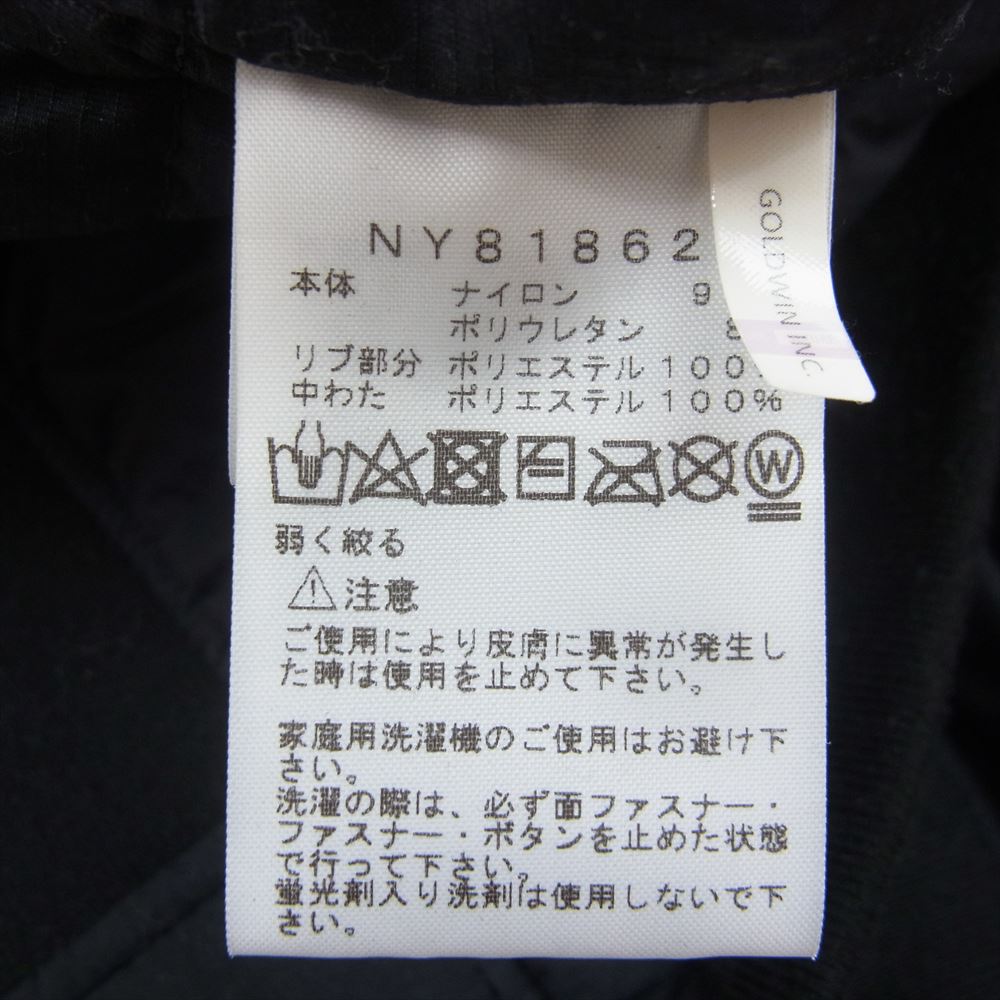 NY81862
GOLDWIN INC.
本体 ナイロン 9
ポリウレタン 8
リブ部分 ポリエステル 100%
中わた ポリエステル 100%
W
弱く絞る
注意
ご使用により皮膚に異常が発生し
た時は使用を止めて下さい。
家庭用洗濯機のご使用はお避け下
さい。
洗濯の際は、必ず面ファスナー・
ファスナー・ボタンを止めた状態
で行って下さい。
蛍光剤入り洗剤は使用しないで下
さい。